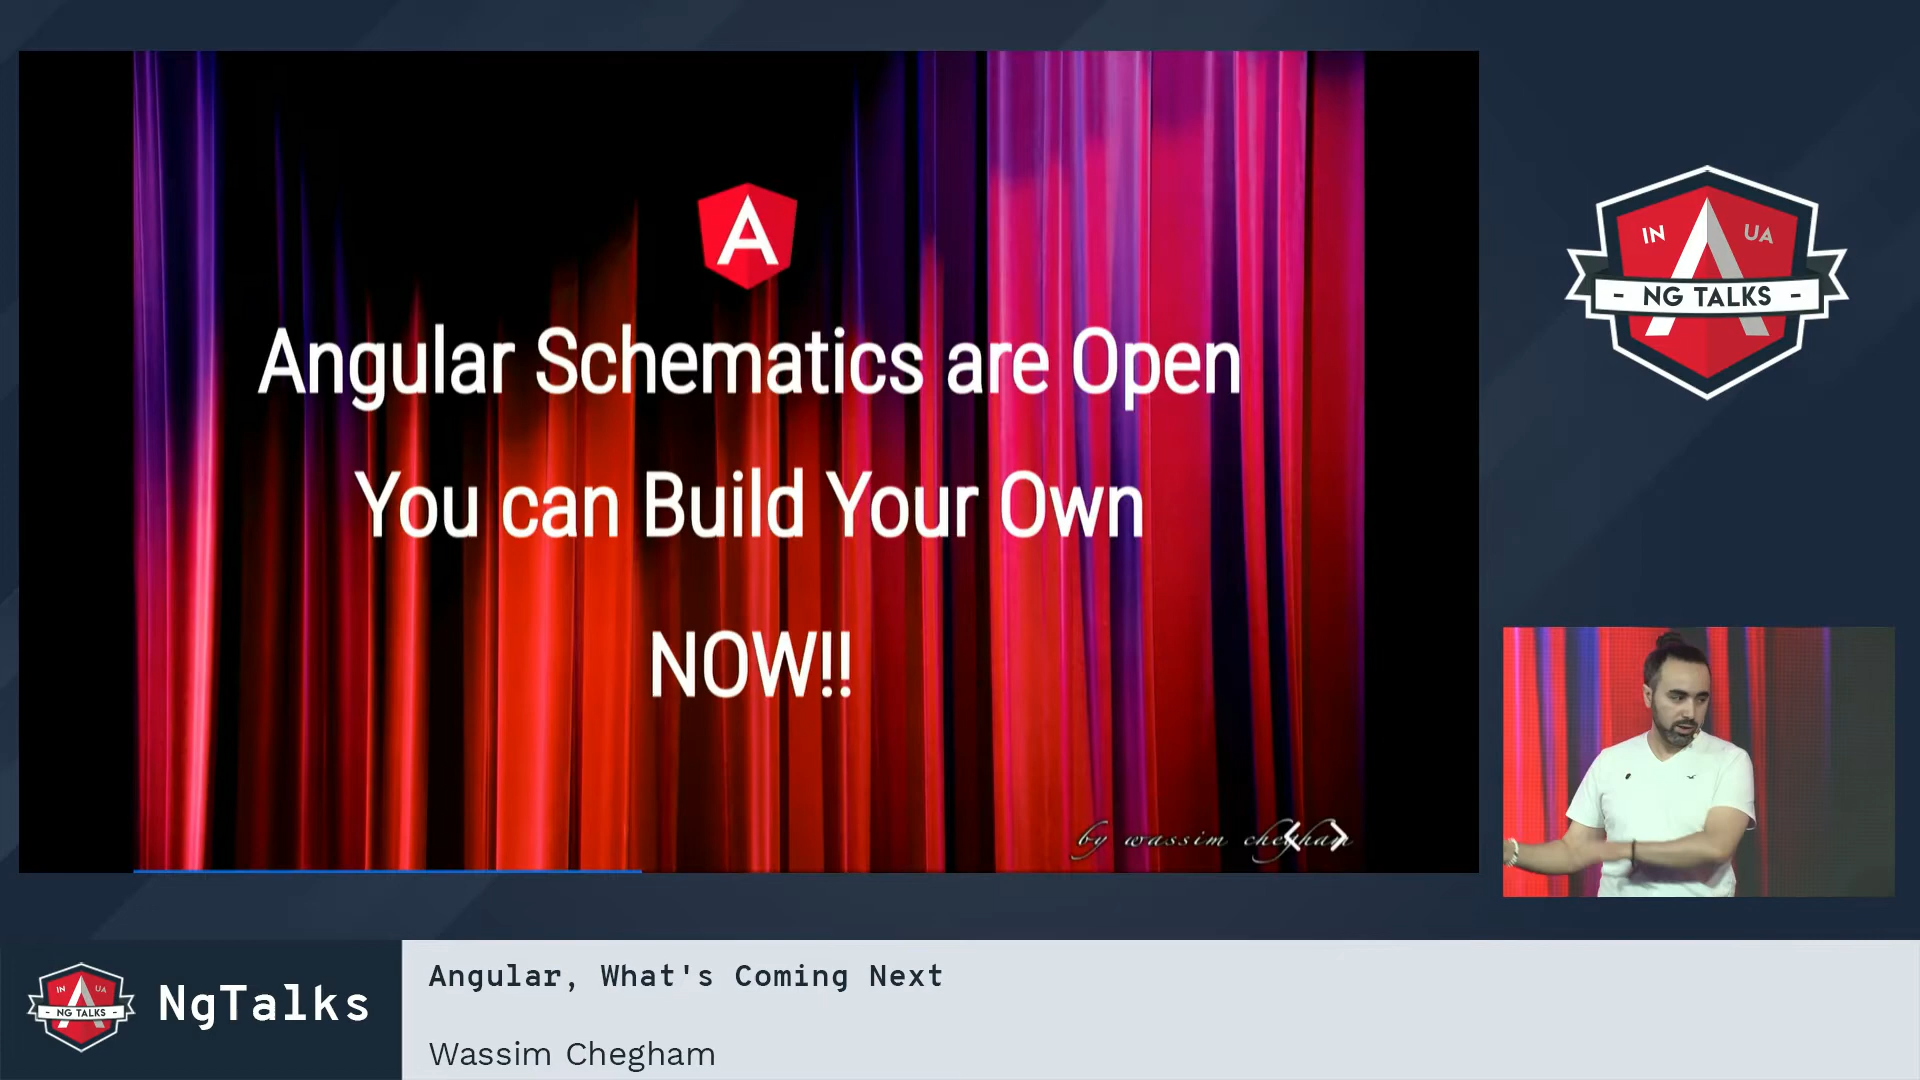 Angular Schematics are Open
You can Build Your Own
NOW!!
by wassim chegham
IN UA
- NG TALKS -
IN UA
- NG TALKS -
NgTalks
Angular, What's Coming Next
Wassim Chegham